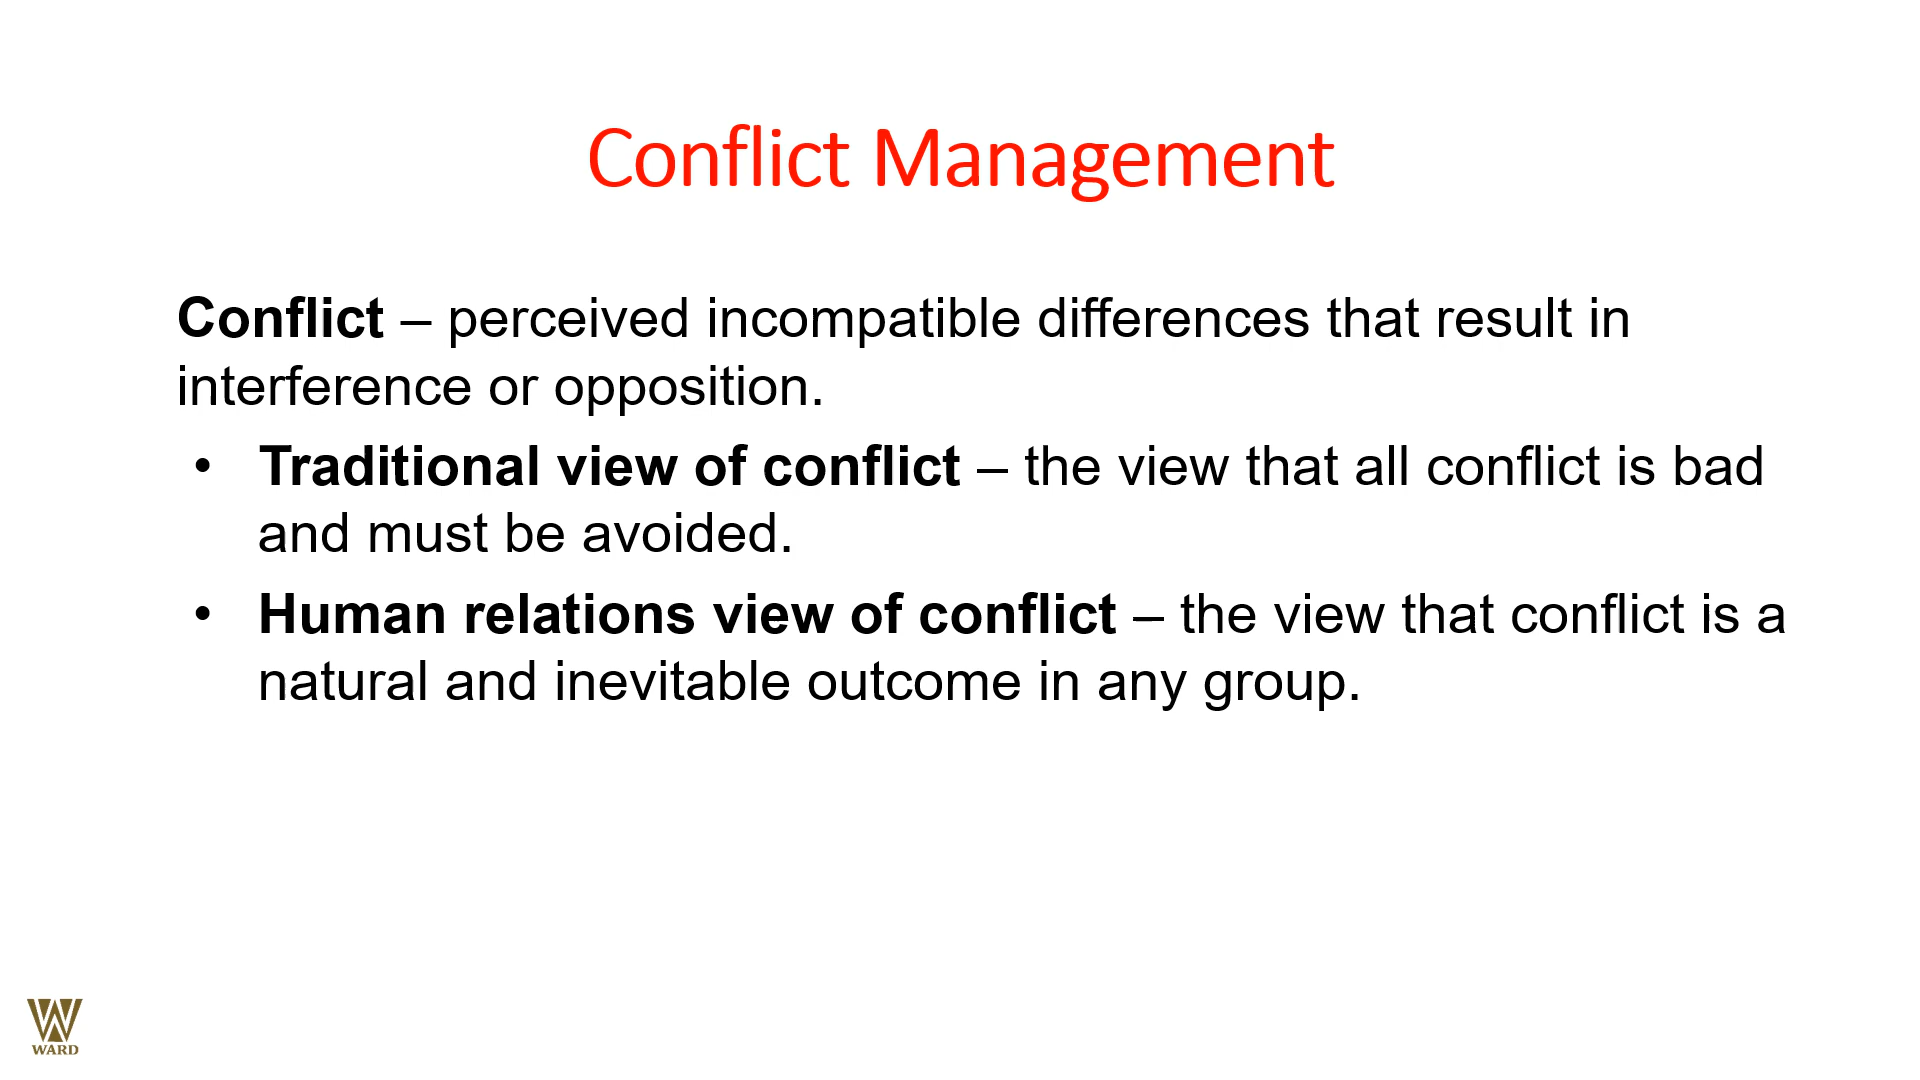 Conflict Management
Conflict – perceived incompatible differences that result in
interference or opposition.
• Traditional view of conflict – the view that all conflict is bad
and must be avoided.
• Human relations view of conflict – the view that conflict is a
natural and inevitable outcome in any group.
WARD